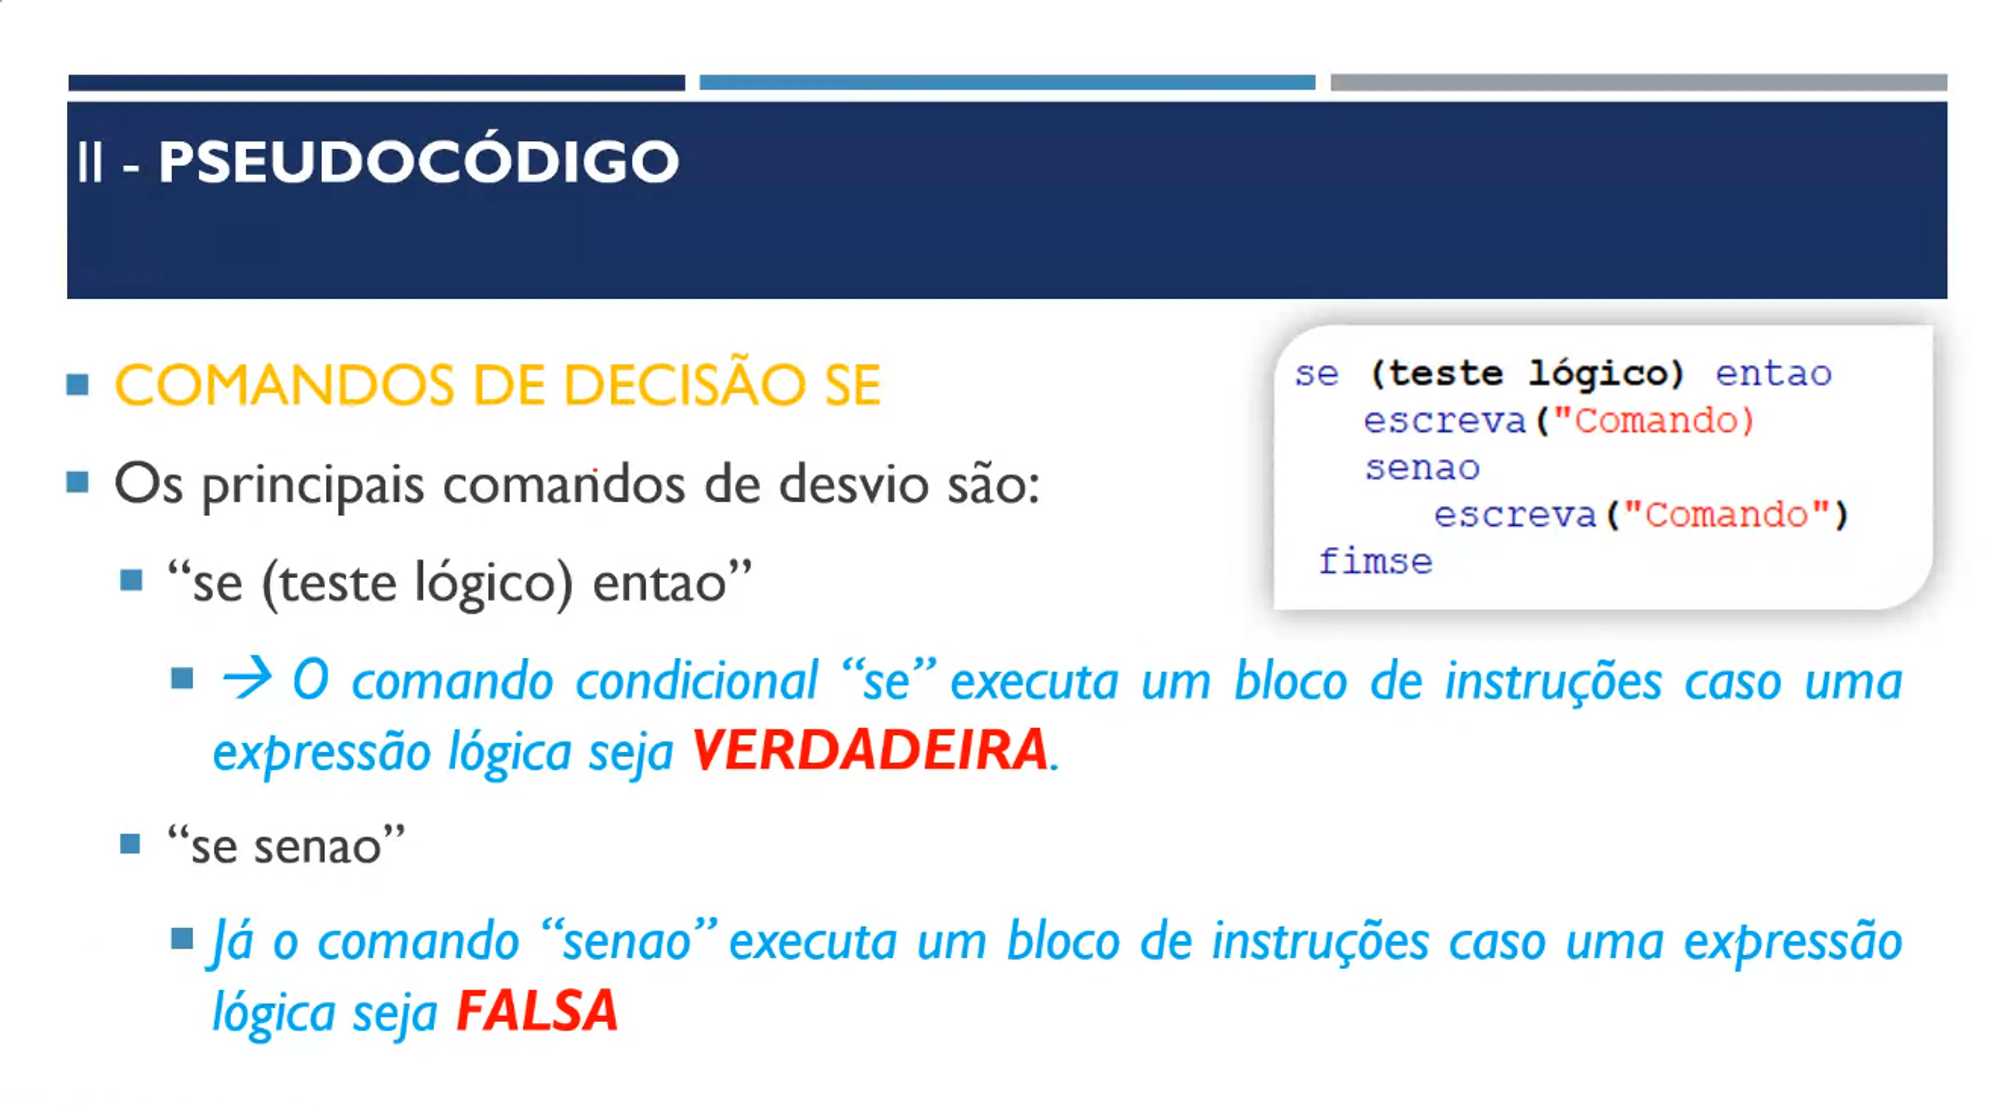 II - PSEUDOCÓDIGO
COMANDOS DE DECISÃO SE
Os principais comandos de desvio são:
“se (teste lógico) entao”
→ O comando condicional “se” executa um bloco de instruções caso uma
expressão lógica seja VERDADEIRA.
“se senao”
Já o comando “senao” executa um bloco de instruções caso uma expressão
lógica seja FALSA
se (teste lógico) entao
escreva("Comando)
senao
escreva("Comando")
fimse